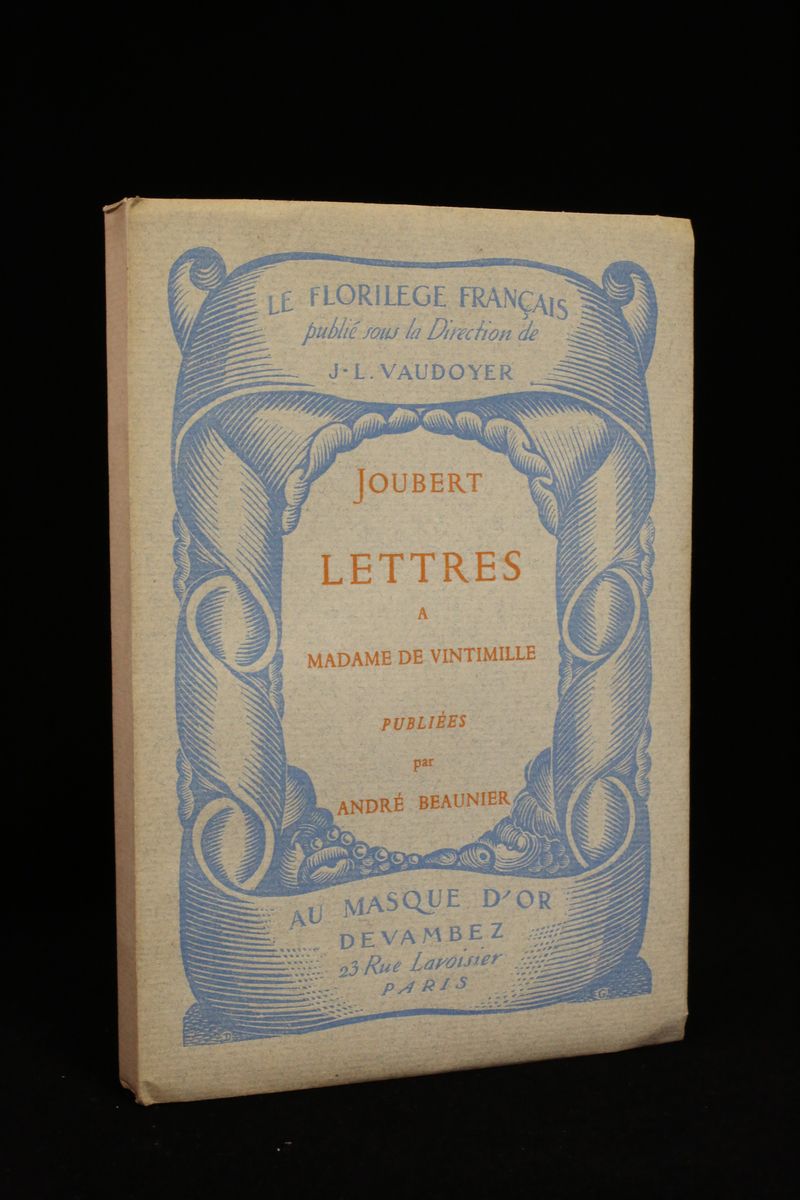 LE FLORILEGE FRANÇAIS
publié sous la Direction de
J-L. VAUDOYER
JOUBERT
LETTRES
A
MADAME DE VINTIMILLE
PUBLIÉES
par
ANDRÉ BEAUNIER
AU MASQUE D'OR
DEVAMBEZ
23 Rue Lavoisier
PARIS
D G